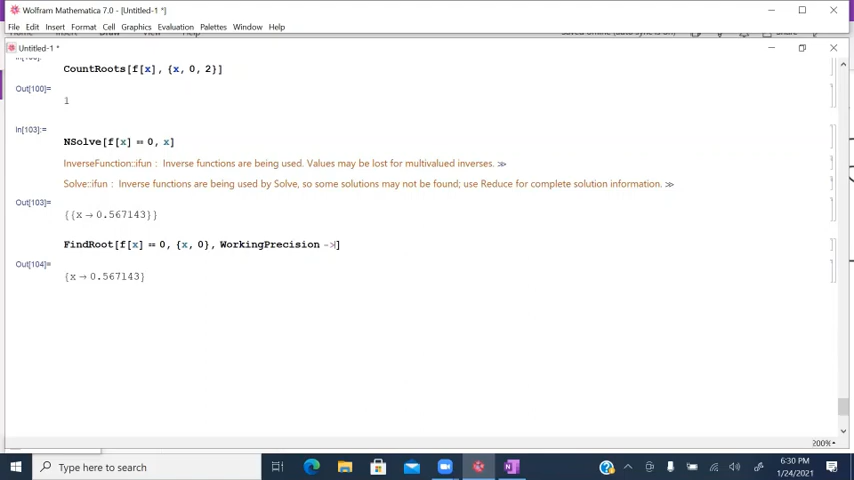 Wolfram Mathematica 7.0 - [Untitled-1 *]
File Edit Insert Format Cell Graphics Evaluation Palettes Window Help
Untitled-1 *
CountRoots[f[x], {x, 0, 2}]
Out[100]=
1
In[103]:=
NSolve[f[x] == 0, x]
InverseFunction::ifun : Inverse functions are being used. Values may be lost for multivalued inverses. ≫
Solve::ifun : Inverse functions are being used by Solve, so some solutions may not be found; use Reduce for complete solution information. ≫
Out[103]=
{{x → 0.567143}}
FindRoot[f[x] == 0, {x, 0}, WorkingPrecision ->]
Out[104]=
{x → 0.567143}
200%
Type here to search
6:30 PM
1/24/2021